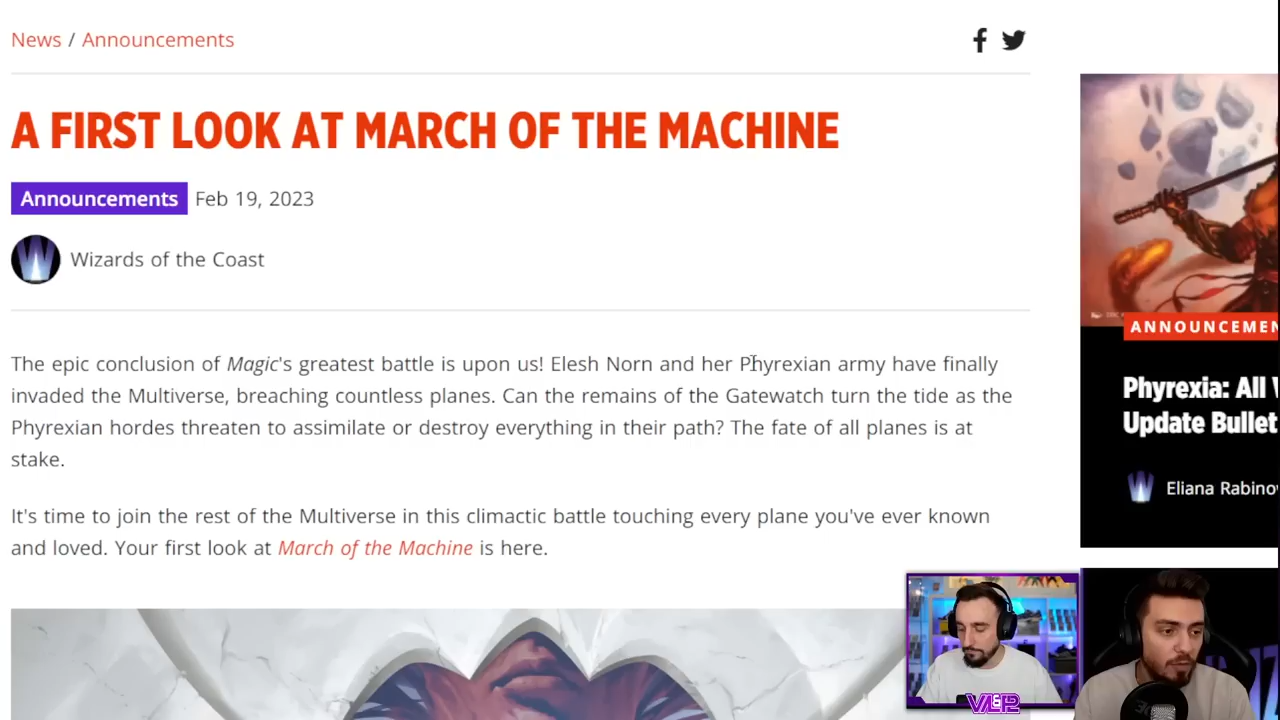 News / Announcements
A FIRST LOOK AT MARCH OF THE MACHINE
Announcements Feb 19, 2023
Wizards of the Coast
The epic conclusion of Magic's greatest battle is upon us! Elesh Norn and her Phyrexian army have finally
invaded the Multiverse, breaching countless planes. Can the remains of the Gatewatch turn the tide as the
Phyrexian hordes threaten to assimilate or destroy everything in their path? The fate of all planes is at
stake.
It's time to join the rest of the Multiverse in this climactic battle touching every plane you've ever known
and loved. Your first look at March of the Machine is here.
ANNOUNCEMEN
Phyrexia: All
Update Bullet
Eliana Rabino